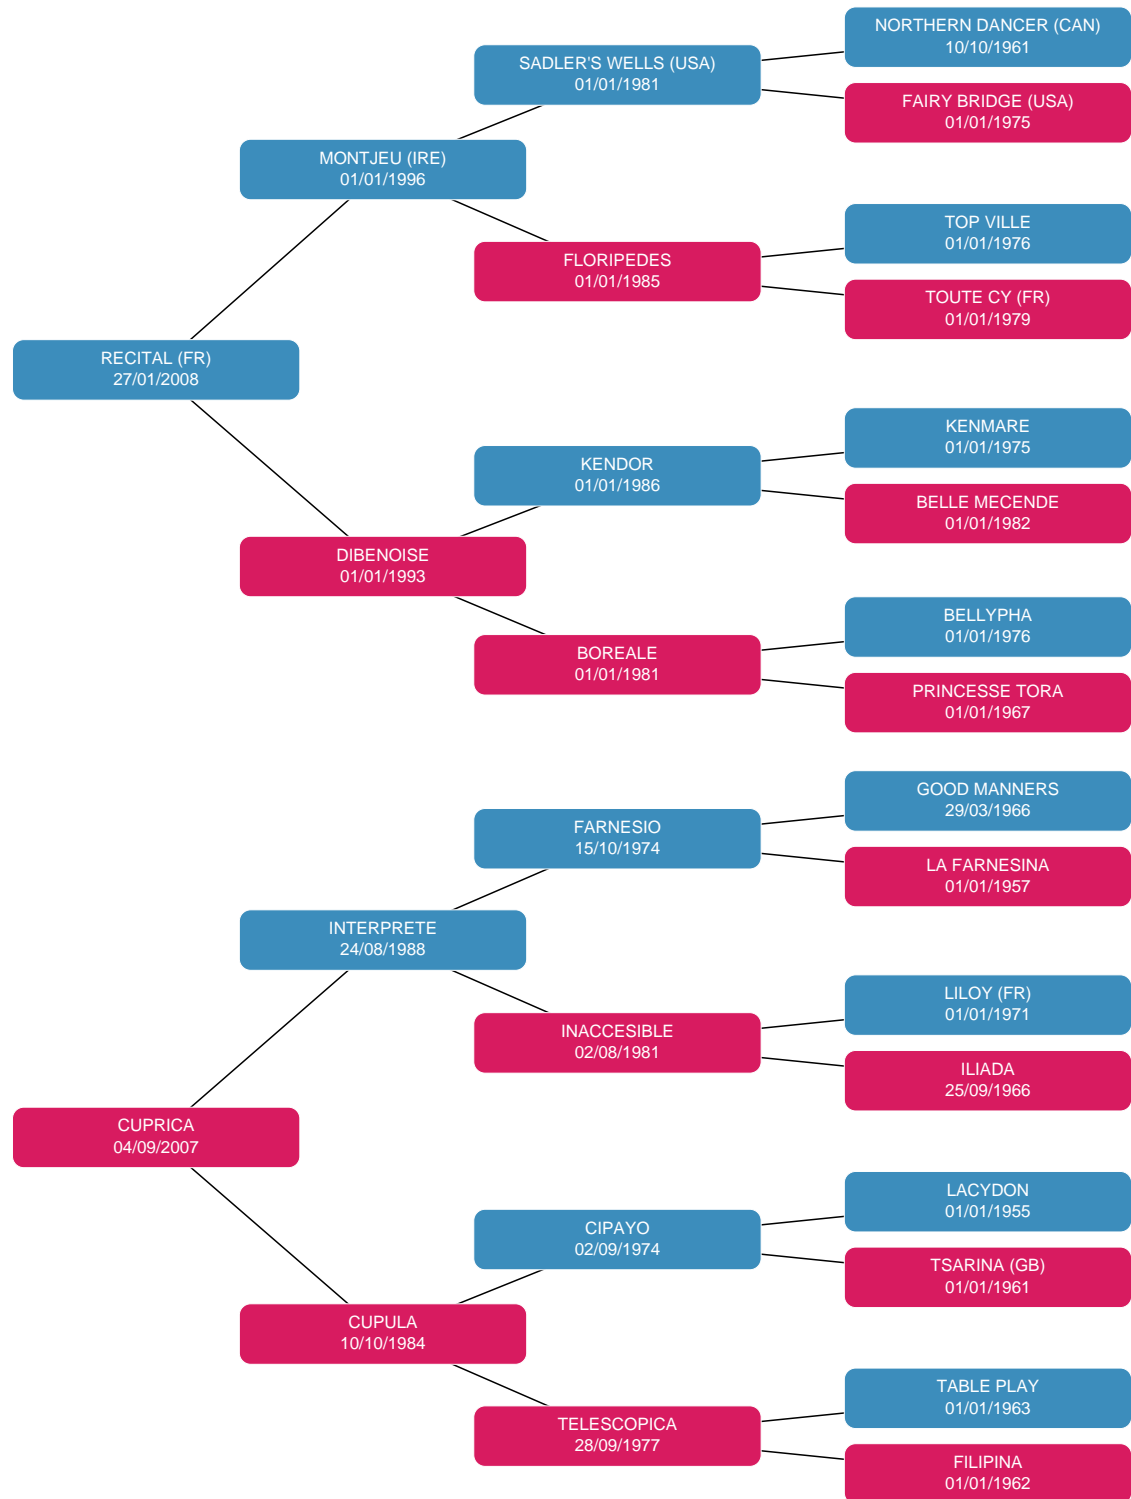 NORTHERN DANCER (CAN)
10/10/1961
SADLER'S WELLS (USA)
01/01/1981
FAIRY BRIDGE (USA)
01/01/1975
MONTJEU (IRE)
01/01/1996
TOP VILLE
01/01/1976
FLORIPEDES
01/01/1985
TOUTE CY (FR)
01/01/1979
RECITAL (FR)
27/01/2008
KENMARE
01/01/1975
KENDOR
01/01/1986
BELLE MECENDE
01/01/1982
DIBENOISE
01/01/1993
BELLYPHA
01/01/1976
BOREALE
01/01/1981
PRINCESSE TORA
01/01/1967
GOOD MANNERS
29/03/1966
FARNESIO
15/10/1974
LA FARNESINA
01/01/1957
INTERPRETE
24/08/1988
LILOY (FR)
01/01/1971
INACCESIBLE
02/08/1981
ILIADA
25/09/1966
CUPRICA
04/09/2007
LACYDON
01/01/1955
CIPAYO
02/09/1974
TSARINA (GB)
01/01/1961
CUPULA
10/10/1984
TABLE PLAY
01/01/1963
TELESCOPICA
28/09/1977
FILIPINA
01/01/1962